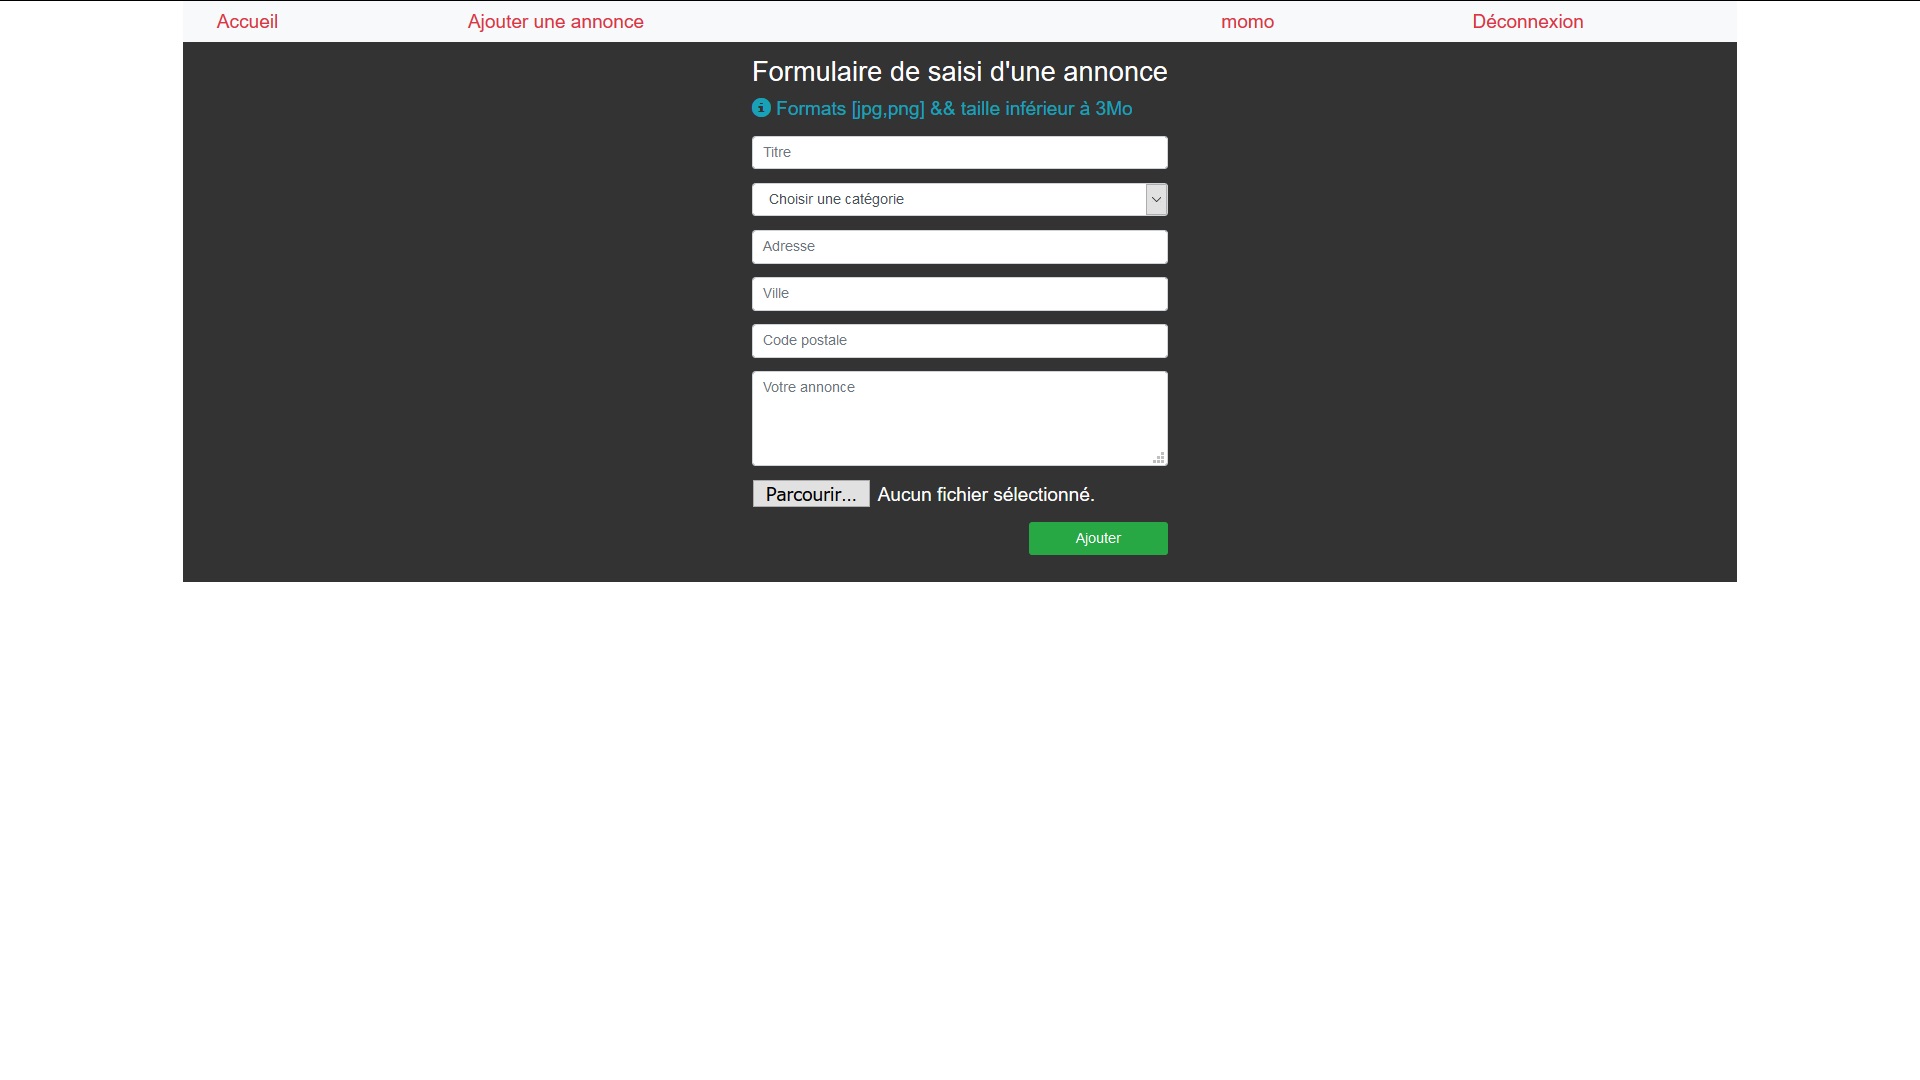 Accueil Ajouter une annonce momo Déconnexion
Formulaire de saisi d'une annonce
Formats [jpg,png] && taille inférieur à 3Mo
Titre
Choisir une catégorie
Adresse
Ville
Code postale
Votre annonce
Parcourir... Aucun fichier sélectionné.
Ajouter